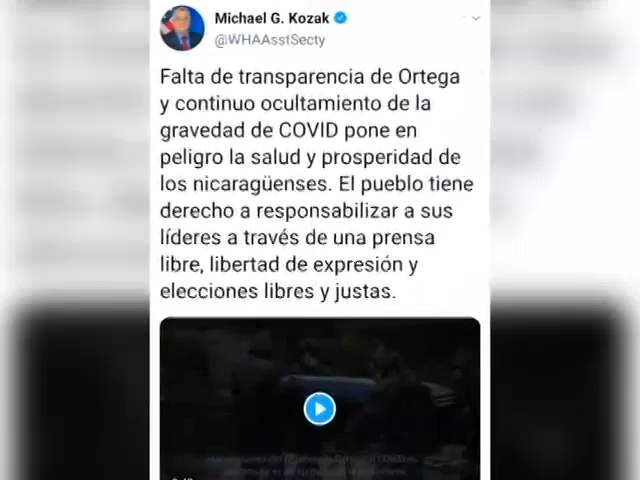 Michael G. Kozak
@WHAAsstSecty
Falta de transparencia de Ortega
y continuo ocultamiento de la
gravedad de COVID pone en
peligro la salud y prosperidad de
los nicaragüenses. El pueblo tiene
derecho a responsabilizar a sus
líderes a través de una prensa
libre, libertad de expresión y
elecciones libres y justas.